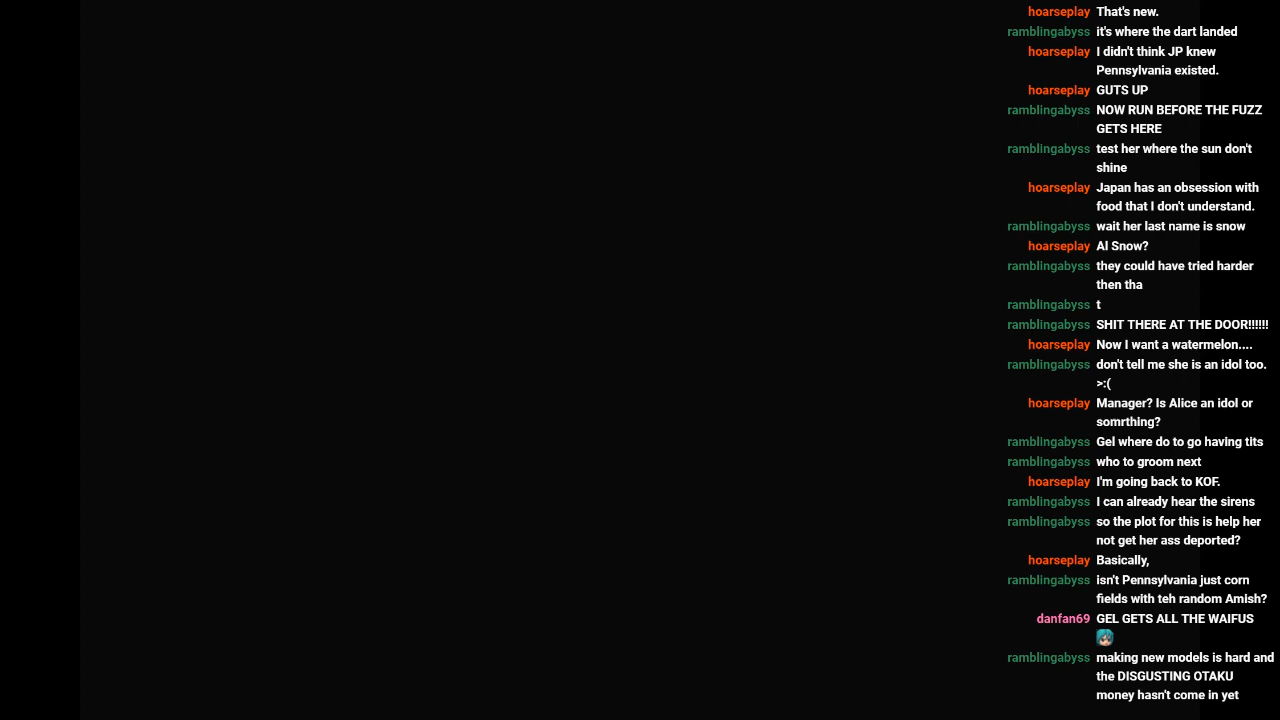 hoarseplay That's new.
ramblingabyss it's where the dart landed
hoarseplay I didn't think JP knew
Pennsylvania existed.
hoarseplay GUTS UP
ramblingabyss NOW RUN BEFORE THE FUZZ
GETS HERE
ramblingabyss test her where the sun don't
shine
hoarseplay Japan has an obsession with
food that I don't understand.
ramblingabyss wait her last name is snow
hoarseplay Al Snow?
ramblingabyss they could have tried harder
then tha
ramblingabyss t
ramblingabyss SHIT THERE AT THE DOOR!!!!!!
hoarseplay Now I want a watermelon....
ramblingabyss don't tell me she is an idol too.
>:(
hoarseplay Manager? Is Alice an idol or
somrthing?
ramblingabyss Gel where do to go having tits
ramblingabyss who to groom next
hoarseplay I'm going back to KOF.
ramblingabyss I can already hear the sirens
ramblingabyss so the plot for this is help her
not get her ass deported?
hoarseplay Basically,
ramblingabyss isn't Pennsylvania just corn
fields with teh random Amish?
danfan69 GEL GETS ALL THE WAIFUS
ramblingabyss making new models is hard and
the DISGUSTING OTAKU
money hasn't come in yet